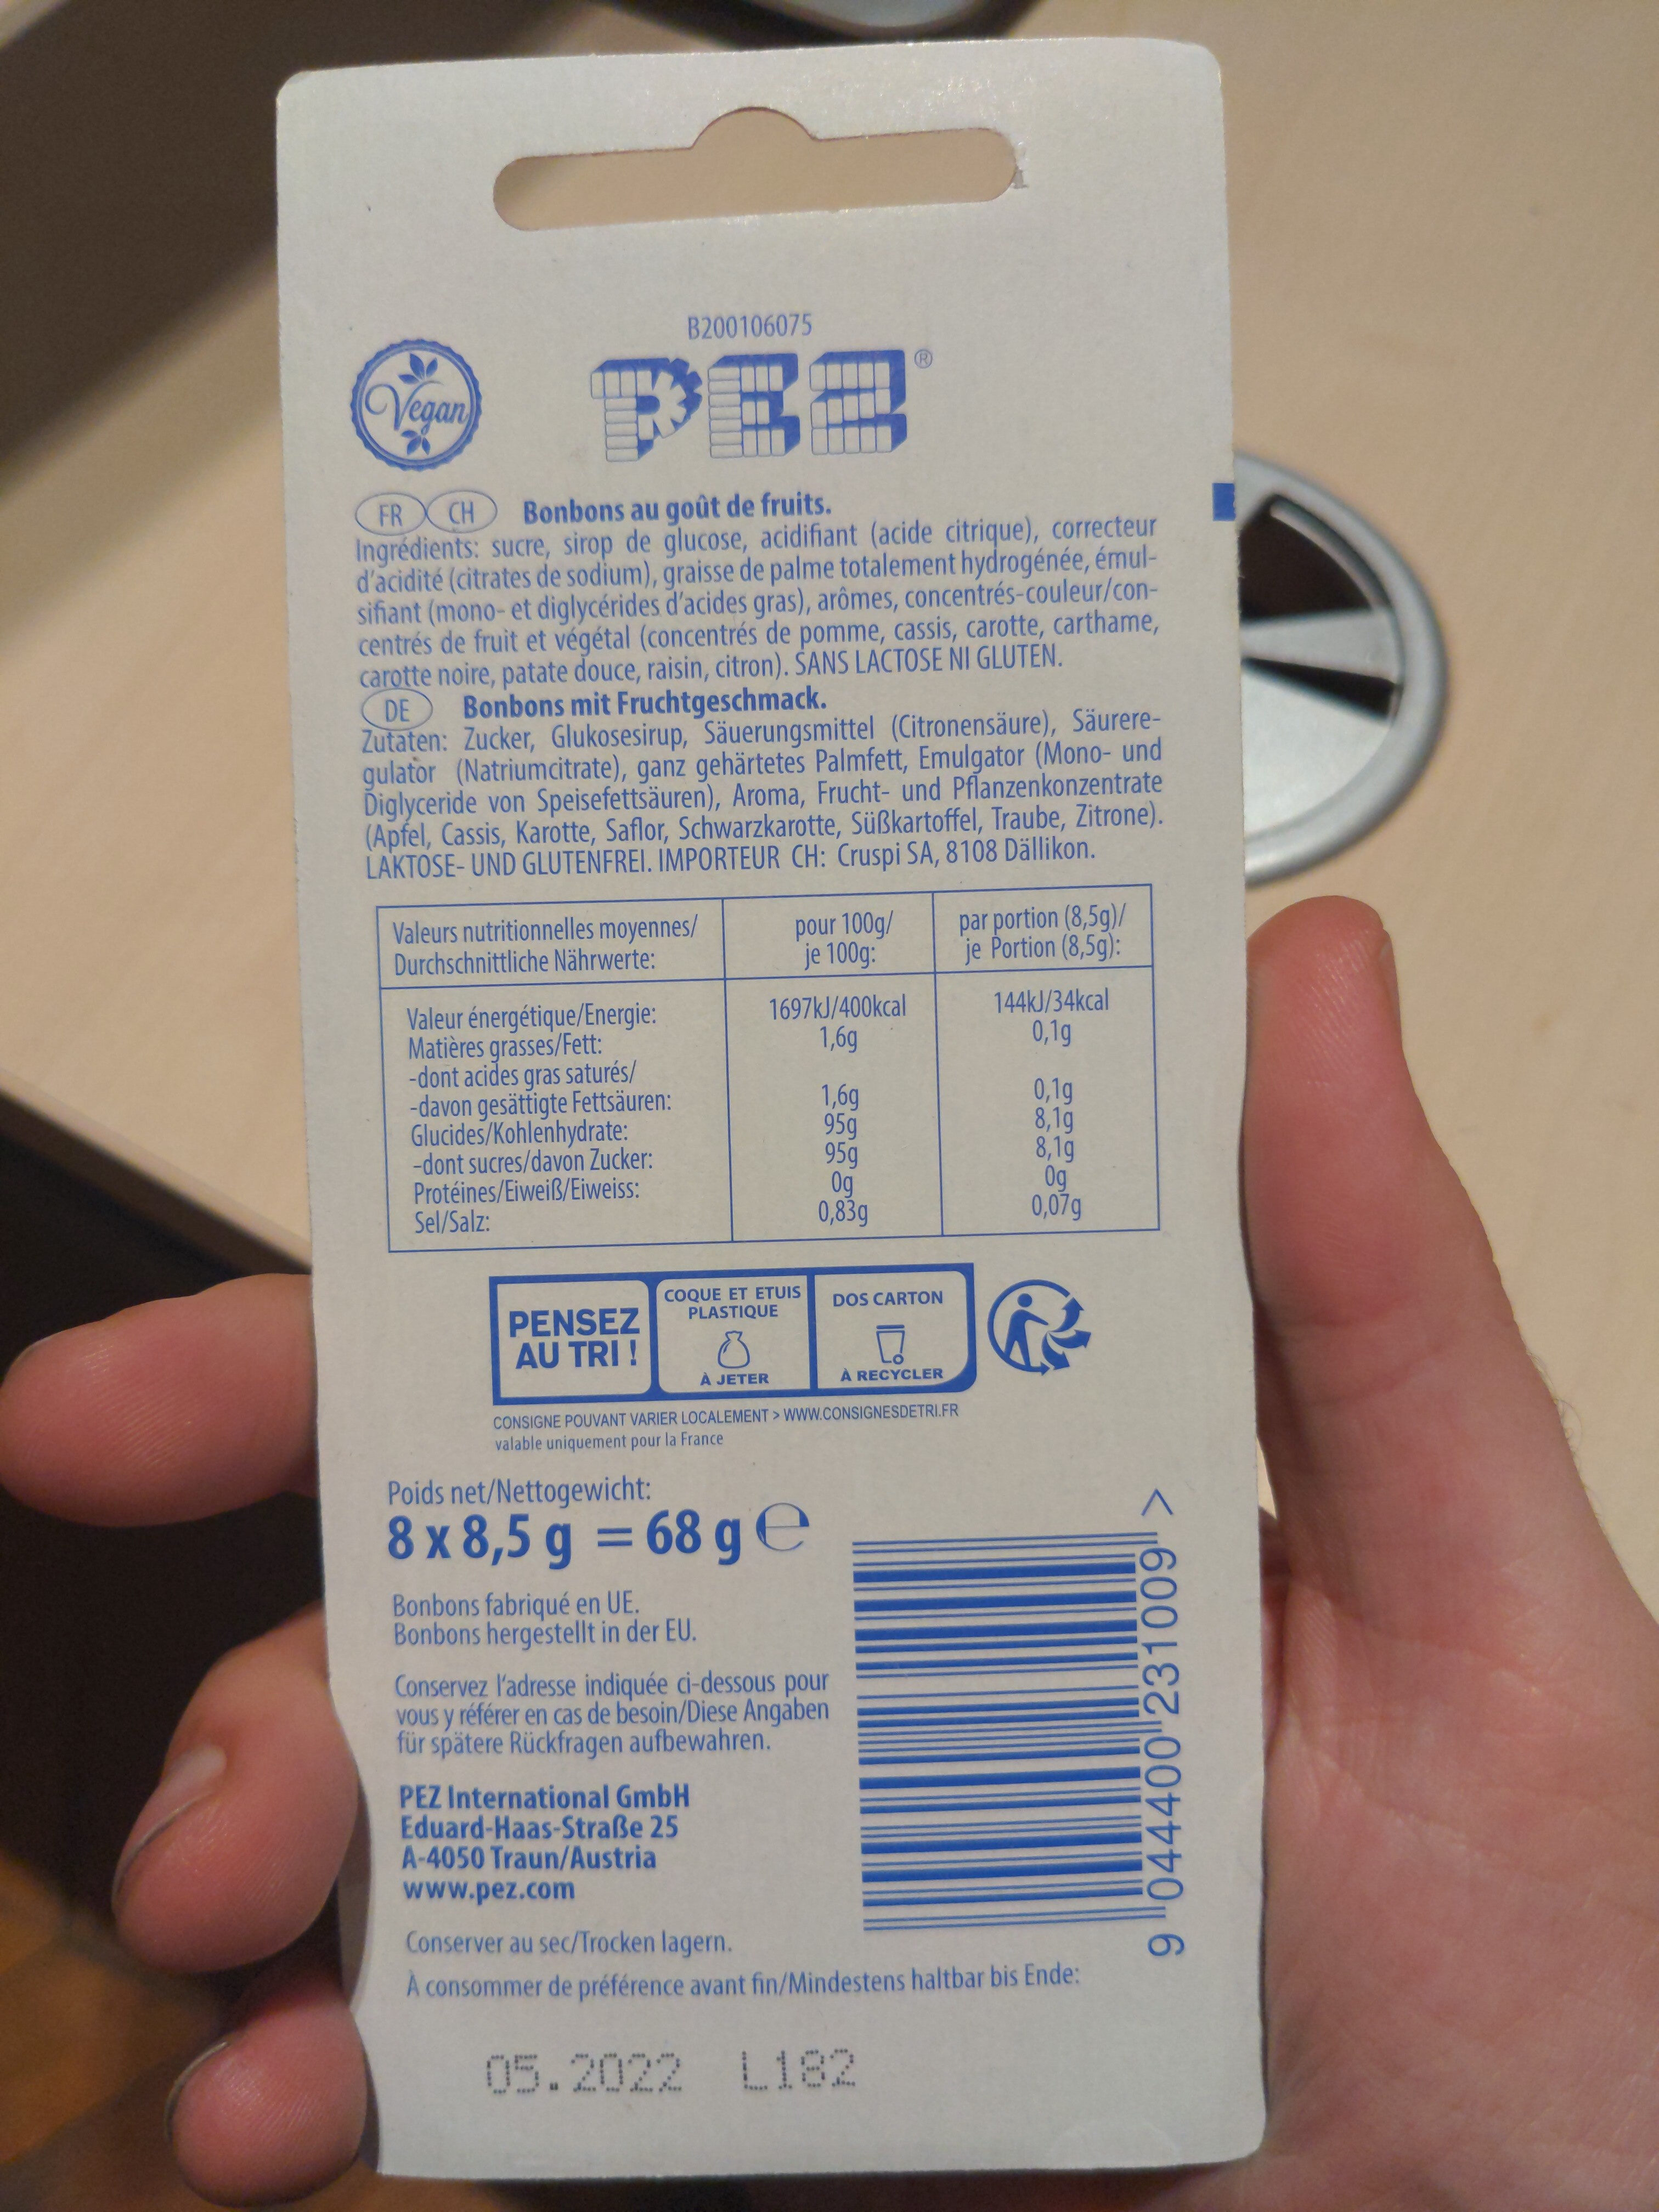 B200106075
Vegan
PEZ®
FR CH Bonbons au goût de fruits.
Ingrédients: sucre, sirop de glucose, acidifiant (acide citrique), correcteur
d'acidité (citrates de sodium), graisse de palme totalement hydrogénée, émul-
sifiant (mono- et diglycérides d'acides gras), arômes, concentrés-couleur/con-
centrés de fruit et végétal (concentrés de pomme, cassis, carotte, carthame,
carotte noire, patate douce, raisin, citron). SANS LACTOSE NI GLUTEN.
DE Bonbons mit Fruchtgeschmack.
Zutaten: Zucker, Glukosesirup, Säuerungsmittel (Citronensäure), Säurere-
gulator (Natriumcitrate), ganz gehärtetes Palmfett, Emulgator (Mono- und
Diglyceride von Speisefettsäuren), Aroma, Frucht- und Pflanzenkonzentrate
(Apfel, Cassis, Karotte, Saflor, Schwarzkarotte, Süßkartoffel, Traube, Zitrone).
LAKTOSE- UND GLUTENFREI. IMPORTEUR CH: Cruspi SA, 8108 Dällikon.
Valeurs nutritionnelles moyennes/ pour 100g/ par portion (8,5g)/
Durchschnittliche Nährwerte: je 100g: je Portion (8,5g):
Valeur énergétique/Energie: 1697kJ/400kcal 144kJ/34kcal
Matières grasses/Fett: 1,6g 0,1g
-dont acides gras saturés/
-davon gesättigte Fettsäuren: 1,6g 0,1g
Glucides/Kohlenhydrate: 95g 8,1g
-dont sucres/davon Zucker: 95g 8,1g
Protéines/Eiweiß/Eiweiss: 0g 0g
Sel/Salz: 0,83g 0,07g
PENSEZ
AU TRI !
COQUE ET ETUIS
PLASTIQUE
À JETER
DOS CARTON
À RECYCLER
CONSIGNE POUVANT VARIER LOCALEMENT > WWW.CONSIGNESDETRI.FR
valable uniquement pour la France
Poids net/Nettogewicht:
8 x 8,5 g = 68 g ℮
Bonbons fabriqué en UE.
Bonbons hergestellt in der EU.
Conservez l'adresse indiquée ci-dessous pour
vous y référer en cas de besoin/Diese Angaben
für spätere Rückfragen aufbewahren.
PEZ International GmbH
Eduard-Haas-Straße 25
A-4050 Traun/Austria
www.pez.com
9 044400 231009 >
Conserver au sec/Trocken lagern.
À consommer de préférence avant fin/Mindestens haltbar bis Ende:
05.2022 L182